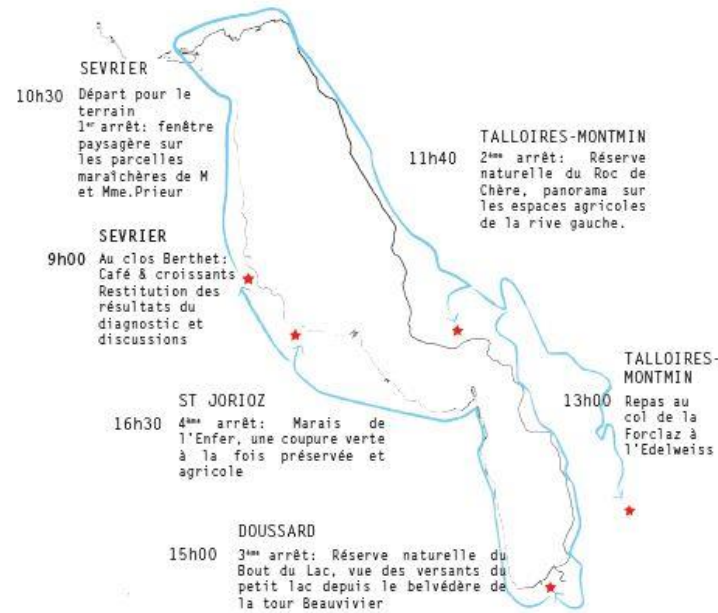 SEVRIER
10h30 Départ pour le
terrain
1er arrêt: fenêtre
paysagère sur
les parcelles
maraîchères de M
et Mme.Prieur
SEVRIER
9h00 Au clos Berthet:
Café & croissants
Restitution des
résultats du
diagnostic et
discussions
TALLOIRES-MONTMIN
11h40 2ème arrêt: Réserve
naturelle du Roc de
Chère, panorama sur
les espaces agricoles
de la rive gauche.
TALLOIRES-
MONTMIN
13h00 Repas au
col de la
Forclaz à
l'Edelweiss
ST JORIOZ
16h30 4ème arrêt: Marais de
l'Enfer, une coupure verte
à la fois préservée et
agricole
DOUSSARD
15h00 3ème arrêt: Réserve naturelle du
Bout du Lac, vue des versants du
petit lac depuis le belvédère de
la tour Beauvivier